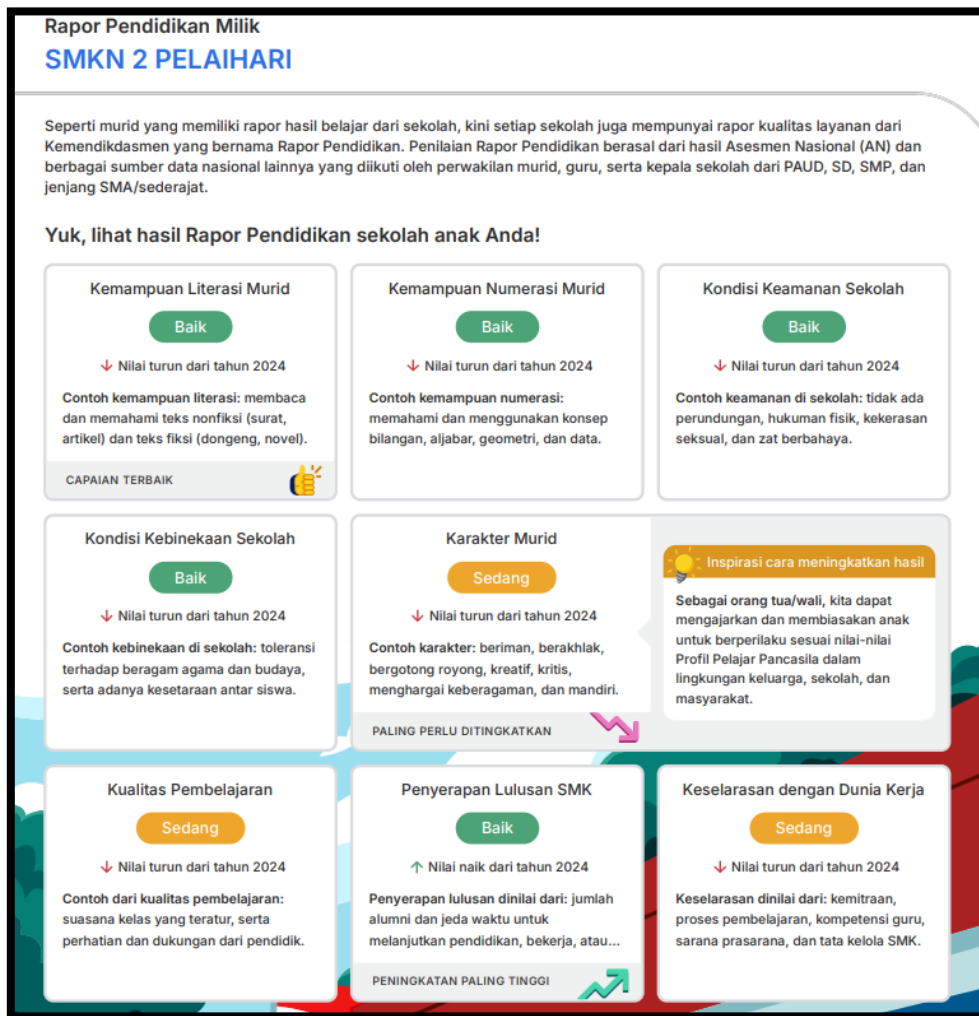 Rapor Pendidikan Milik
SMKN 2 PELAIHARI
Seperti murid yang memiliki rapor hasil belajar dari sekolah, kini setiap sekolah juga mempunyai rapor kualitas layanan dari
Kemendikdasmen yang bernama Rapor Pendidikan. Penilaian Rapor Pendidikan berasal dari hasil Asesmen Nasional (AN) dan
berbagai sumber data nasional lainnya yang diikuti oleh perwakilan murid, guru, serta kepala sekolah dari PAUD, SD, SMP, dan
jenjang SMA/sederajat.
Yuk, lihat hasil Rapor Pendidikan sekolah anak Anda!
Kemampuan Literasi Murid
Baik
Nilai turun dari tahun 2024
Contoh kemampuan literasi: membaca
dan memahami teks nonfiksi (surat,
artikel) dan teks fiksi (dongeng, novel).
CAPAIAN TERBAIK
Kemampuan Numerasi Murid
Baik
Nilai turun dari tahun 2024
Contoh kemampuan numerasi:
memahami dan menggunakan konsep
bilangan, aljabar, geometri, dan data.
Kondisi Keamanan Sekolah
Baik
Nilai turun dari tahun 2024
Contoh keamanan di sekolah: tidak ada
perundungan, hukuman fisik, kekerasan
seksual, dan zat berbahaya.
Kondisi Kebinekaan Sekolah
Baik
Nilai turun dari tahun 2024
Contoh kebinekaan di sekolah: toleransi
terhadap beragam agama dan budaya,
serta adanya kesetaraan antar siswa.
Karakter Murid
Sedang
Nilai turun dari tahun 2024
Contoh karakter: beriman, berakhlak,
bergotong royong, kreatif, kritis,
menghargai keberagaman, dan mandiri.
PALING PERLU DITINGKATKAN
Inspirasi cara meningkatkan hasil
Sebagai orang tua/wali, kita dapat
mengajarkan dan membiasakan anak
untuk berperilaku sesuai nilai-nilai
Profil Pelajar Pancasila dalam
lingkungan keluarga, sekolah, dan
masyarakat.
Kualitas Pembelajaran
Sedang
Nilai turun dari tahun 2024
Contoh dari kualitas pembelajaran:
suasana kelas yang teratur, serta
perhatian dan dukungan dari pendidik.
Penyerapan Lulusan SMK
Baik
Nilai naik dari tahun 2024
Penyerapan lulusan dinilai dari: jumlah
alumni dan jeda waktu untuk
melanjutkan pendidikan, bekerja, atau...
PENINGKATAN PALING TINGGI
Keselarasan dengan Dunia Kerja
Sedang
Nilai turun dari tahun 2024
Keselarasan dinilai dari: kemitraan,
proses pembelajaran, kompetensi guru,
sarana prasarana, dan tata kelola SMK.